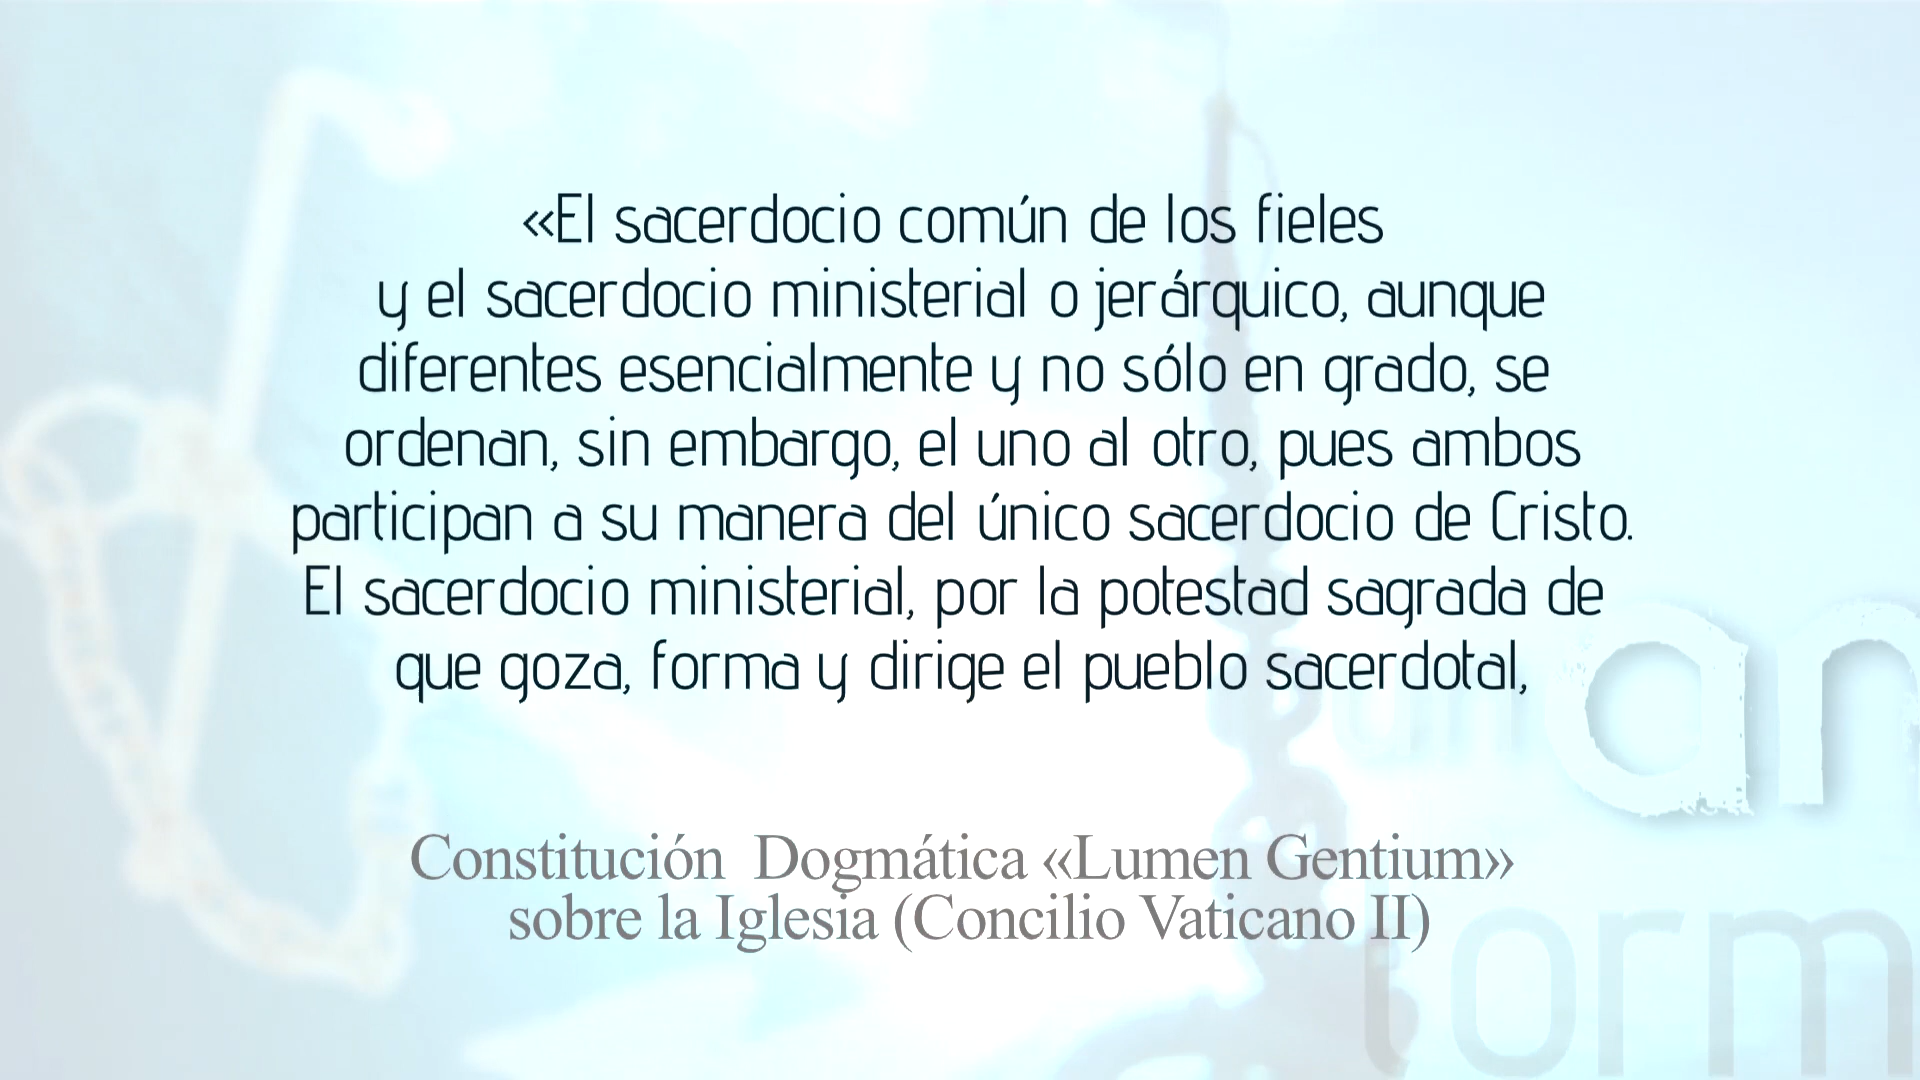 «El sacerdocio común de los fieles
y el sacerdocio ministerial o jerárquico, aunque
diferentes esencialmente y no sólo en grado, se
ordenan, sin embargo, el uno al otro, pues ambos
participan a su manera del único sacerdocio de Cristo.
El sacerdocio ministerial, por la potestad sagrada de
que goza, forma y dirige el pueblo sacerdotal,
Constitución Dogmática «Lumen Gentium»
sobre la Iglesia (Concilio Vaticano II)